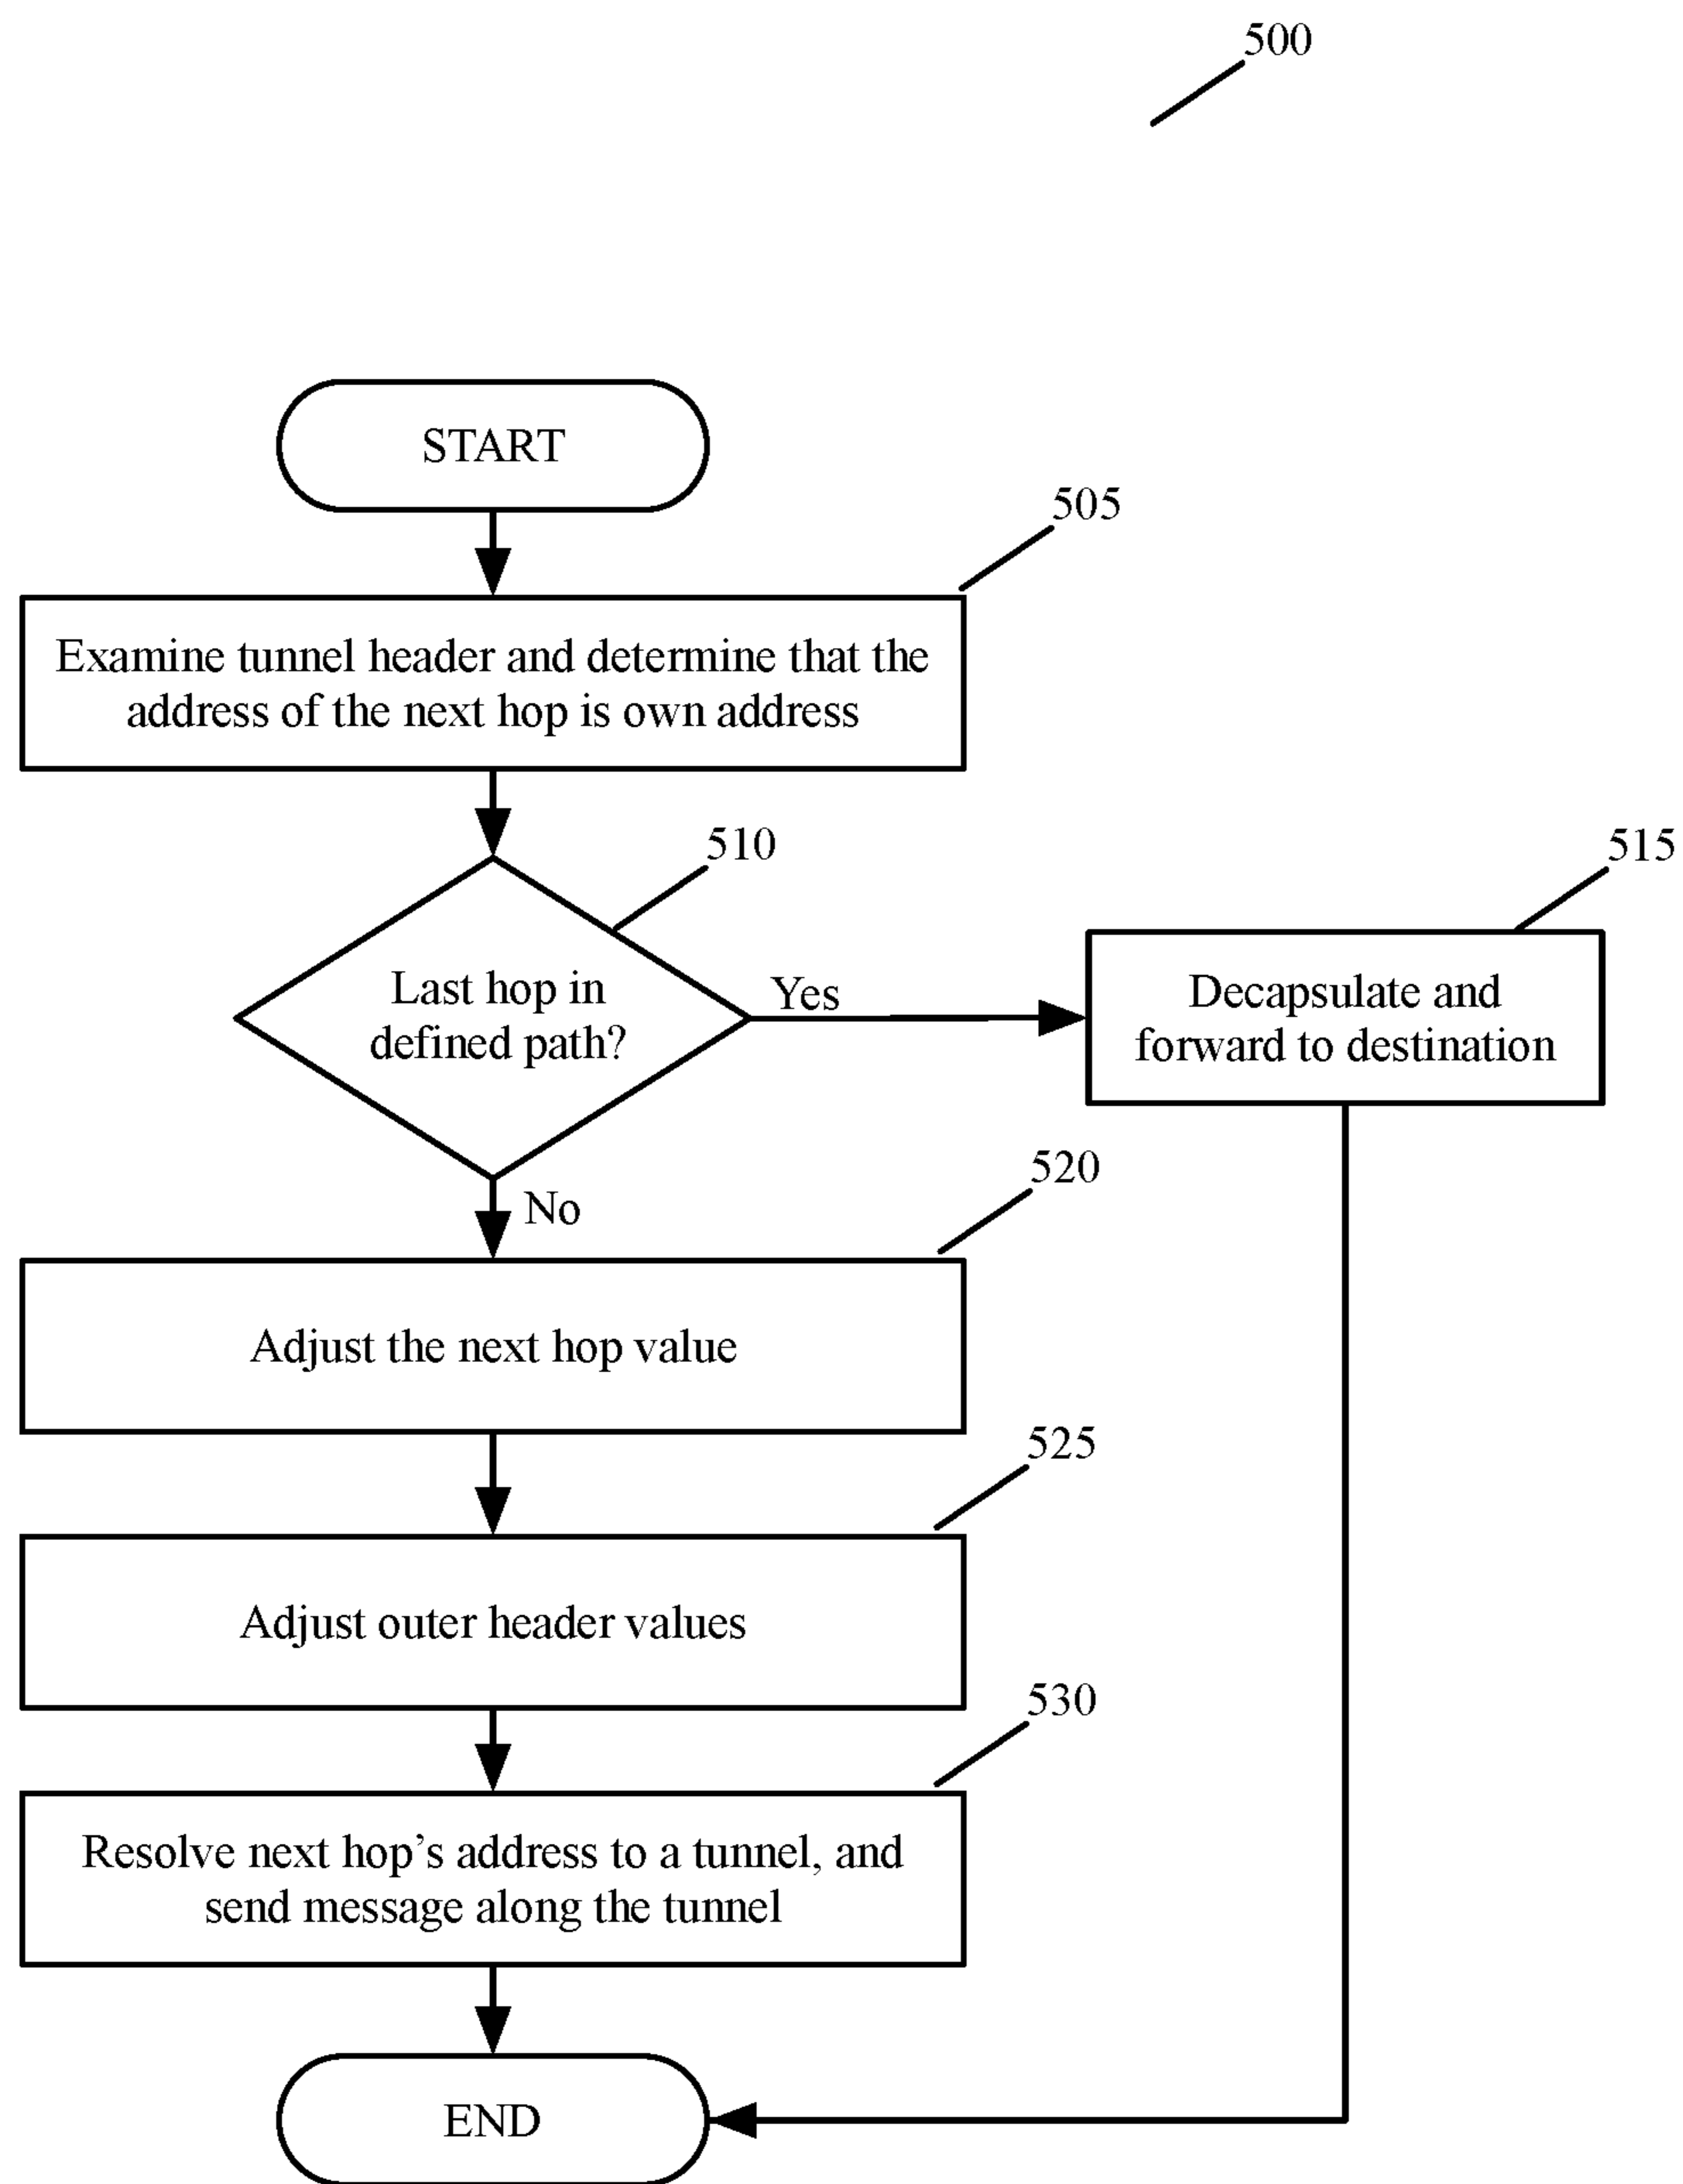 500
START
505
Examine tunnel header and determine that the
address of the next hop is own address
510
515
Last hop in
defined path?
Yes
Decapsulate and
forward to destination
No
520
Adjust the next hop value
525
Adjust outer header values
530
Resolve next hop’s address to a tunnel, and
send message along the tunnel
END